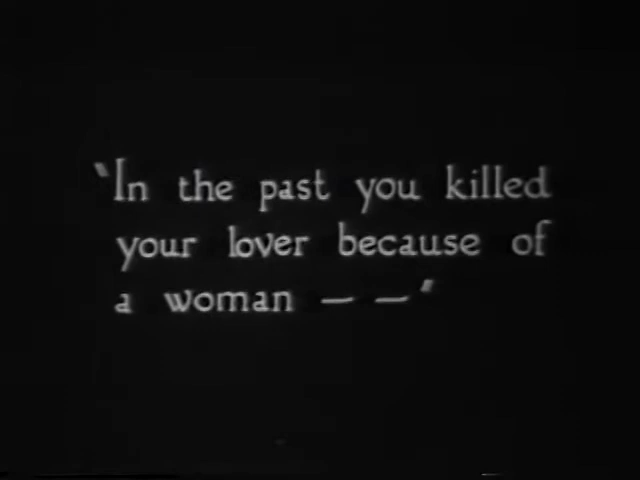 "In the past you killed
your lover because of
a woman — —"